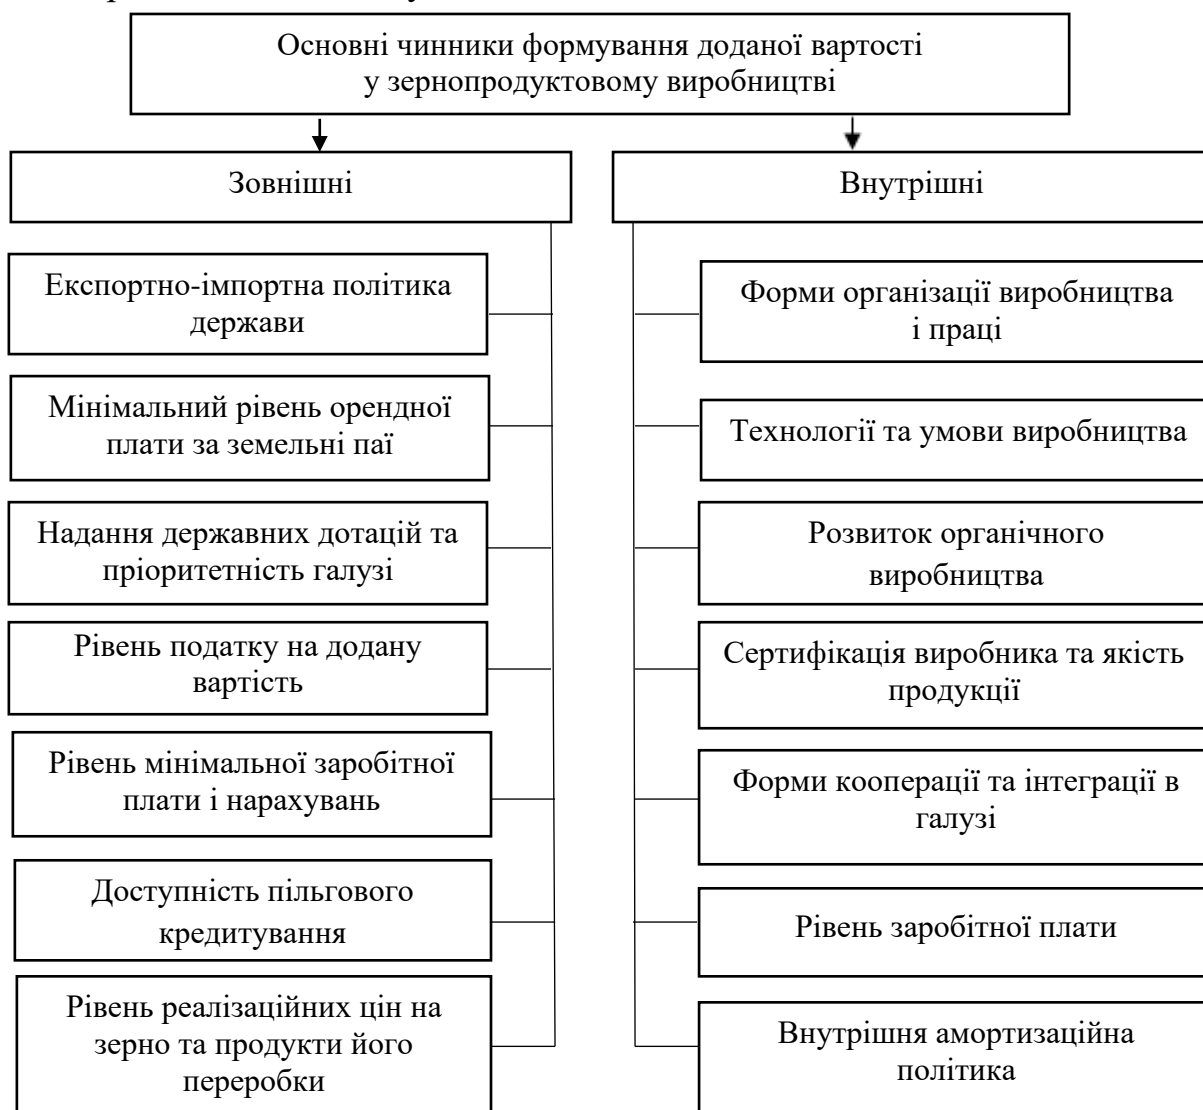 Основні чинники формування доданої вартості
у зернопродуктовому виробництві
Зовнішні
Експортно-імпортна політика
держави
Мінімальний рівень орендної
плати за земельні паї
Надання державних дотацій та
пріоритетність галузі
Рівень податку на додану
вартість
Рівень мінімальної заробітної
плати і нарахувань
Доступність пільгового
кредитування
Рівень реалізаційних цін на
зерно та продукти його
переробки
Внутрішні
Форми організації виробництва
і праці
Технології та умови виробництва
Розвиток органічного
виробництва
Сертифікація виробника та якість
продукції
Форми кооперації та інтеграції в
галузі
Рівень заробітної плати
Внутрішня амортизаційна
політика